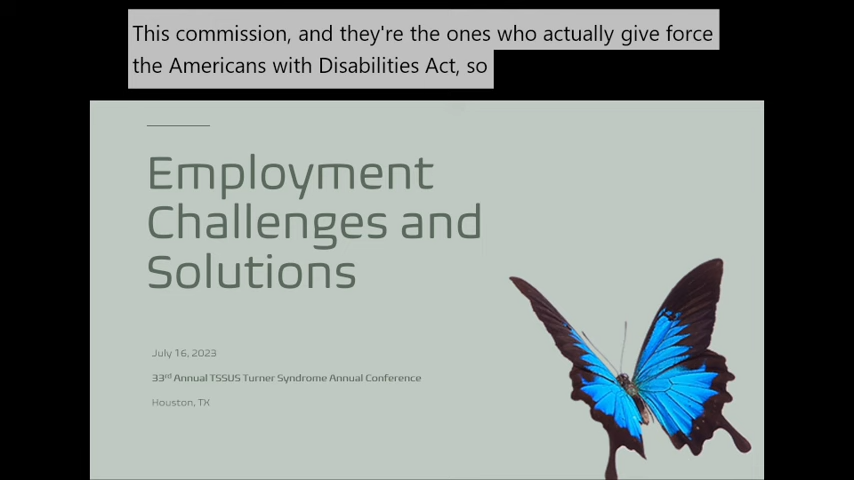 This commission, and they're the ones who actually give force
the Americans with Disabilities Act, so
Employment
Challenges and
Solutions
July 16, 2023
33rd Annual TSSUS Turner Syndrome Annual Conference
Houston, TX